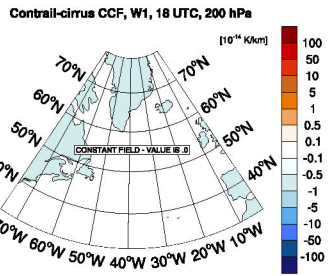 Contrail-cirrus CCF, W1, 18 UTC, 200 hPa
[10⁻¹⁴ K/km]
70°N 70°N
60°N 60°N
50°N 50°N
CONSTANT FIELD - VALUE IS .0
40°N
70°W 60°W 50°W 40°W 30°W 20°W 10°W
100
50
10
5
1
0.5
0.1
-0.1
-0.5
-1
-5
-10
-50
-100